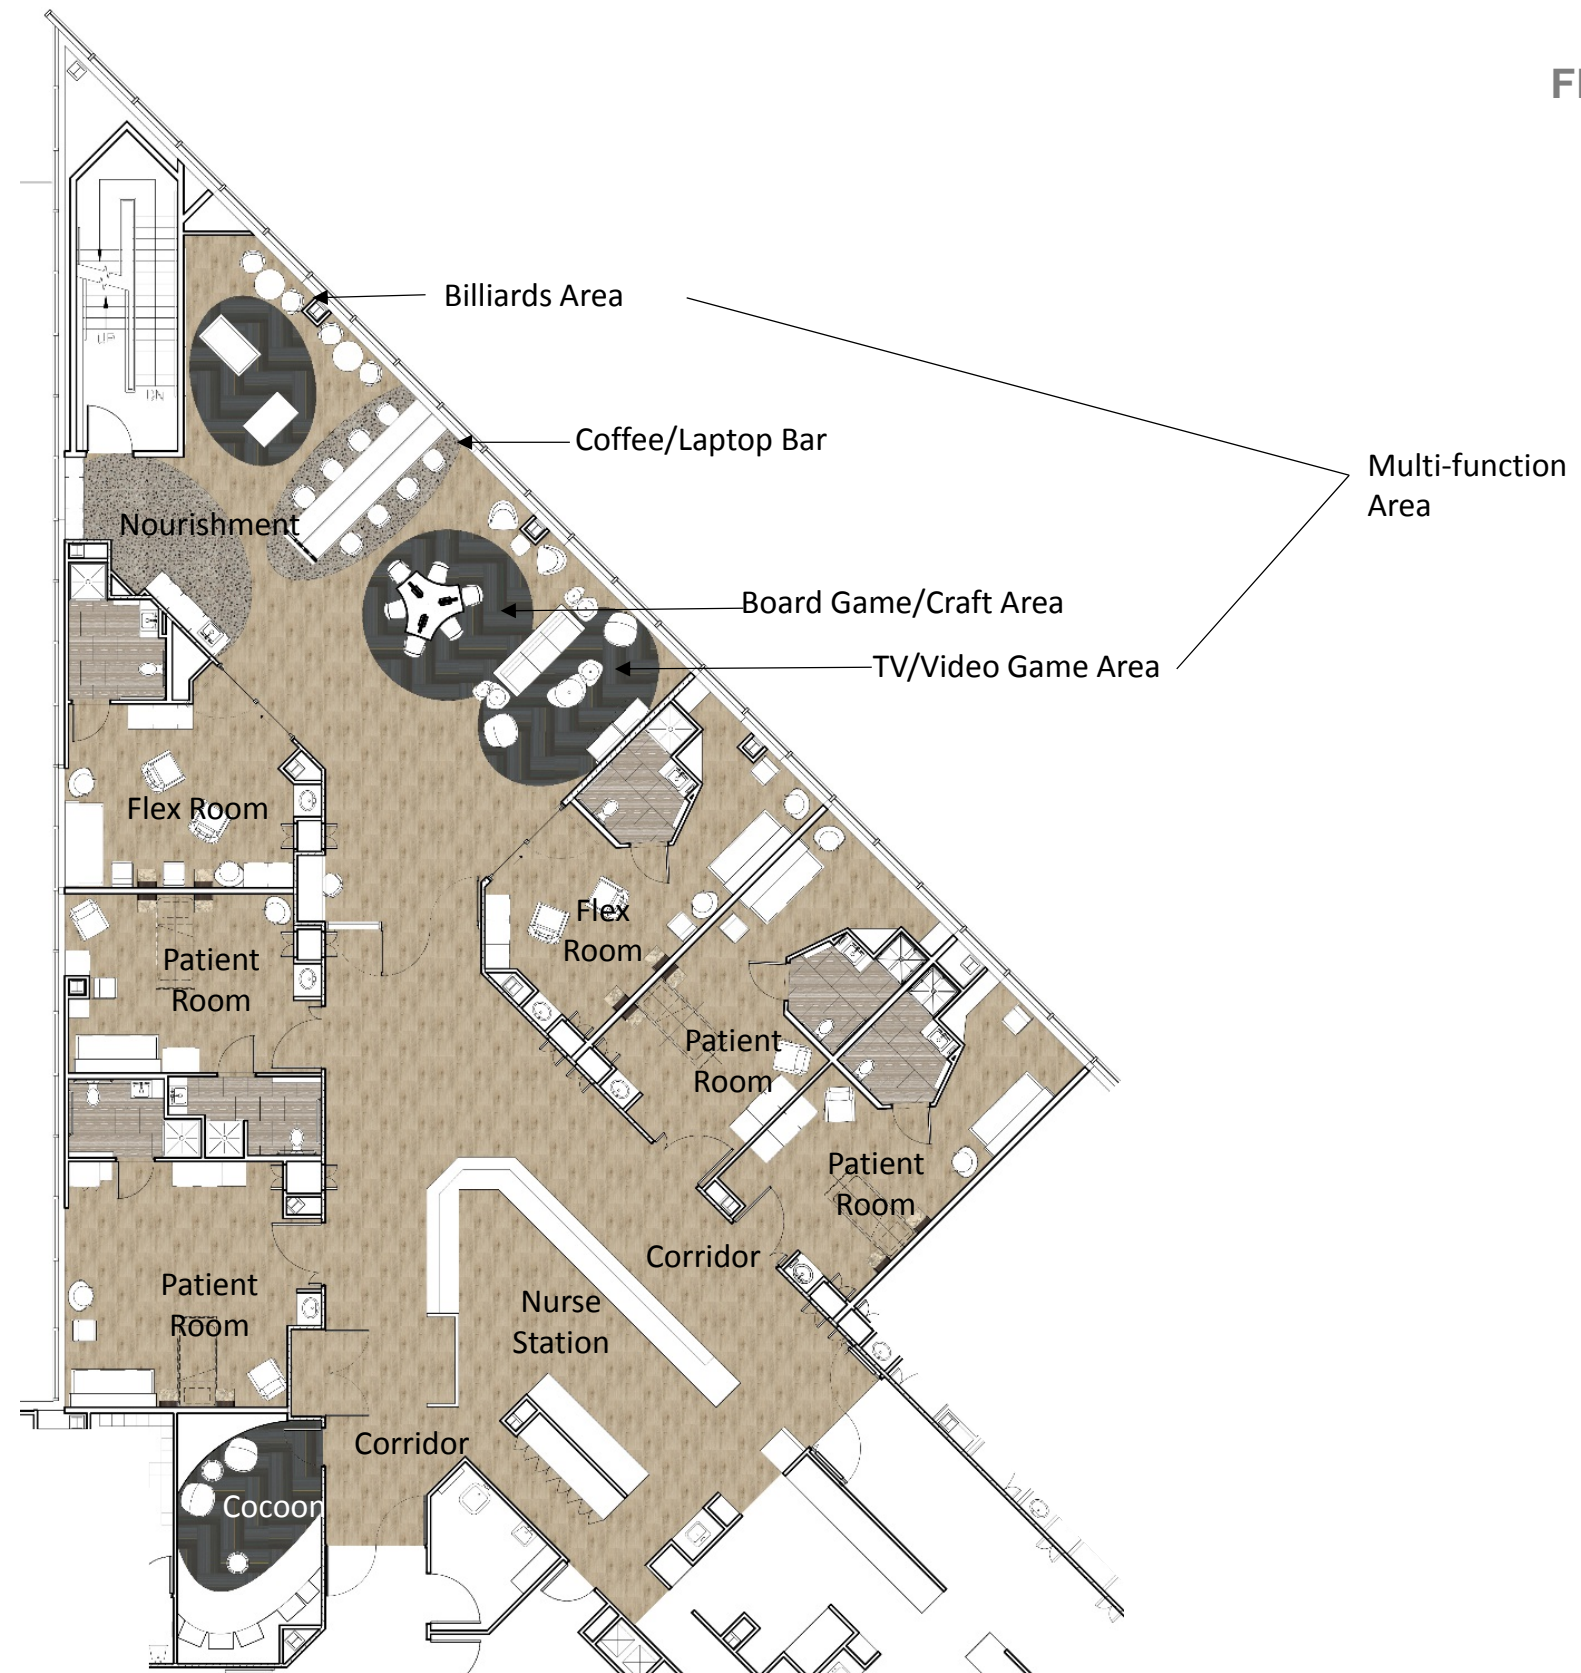 FI
UP
DN
Billiards Area
Coffee/Laptop Bar
Multi-function
Area
Nourishment
Board Game/Craft Area
TV/Video Game Area
Flex Room
Flex
Room
Patient
Room
Patient
Room
Patient
Room
Corridor
Patient
Room
Nurse
Station
Corridor
Cocoon